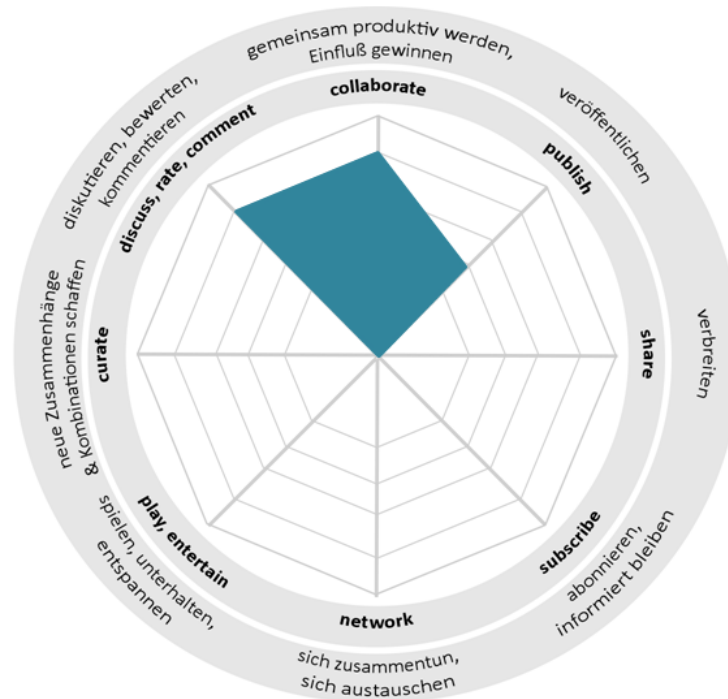 gemeinsam produktiv werden,
Einfluß gewinnen
collaborate
veröffentlichen
publish
verbreiten
share
abonnieren,
informiert bleiben
subscribe
sich zusammentun,
sich austauschen
network
spielen, unterhalten,
entspannen
play, entertain
neue Zusammenhänge
& Kombinationen schaffen
curate
diskutieren, bewerten,
kommentieren
discuss, rate, comment